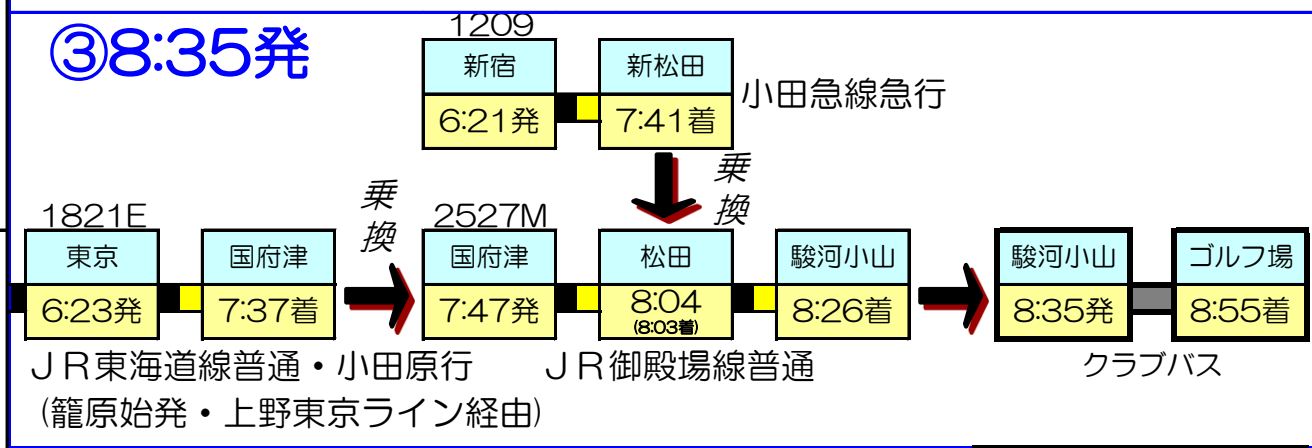 ③8:35発
1209
新宿
新松田
6:21発
7:41着
小田急線急行
乗換
乗換
1821E
2527M
東京
国府津
国府津
松田
駿河小山
駿河小山
ゴルフ場
6:23発
7:37着
7:47発
8:04
(8:03着)
8:26着
8:35発
8:55着
JR東海道線普通・小田原行
JR御殿場線普通
クラブバス
(籠原始発・上野東京ライン経由)